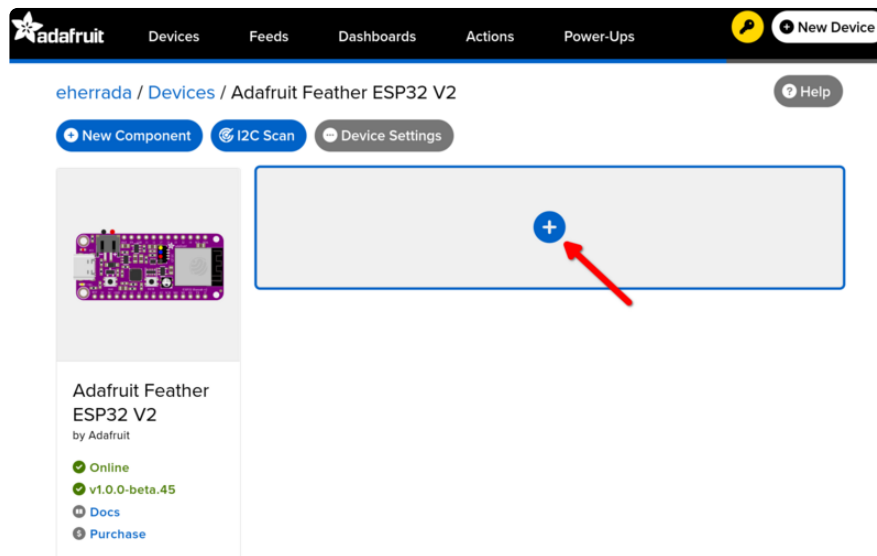 adafruit Devices Feeds Dashboards Actions Power-Ups New Device
eherrada / Devices / Adafruit Feather ESP32 V2 Help
New Component I2C Scan Device Settings
Adafruit Feather
ESP32 V2
by Adafruit
Online
v1.0.0-beta.45
Docs
Purchase